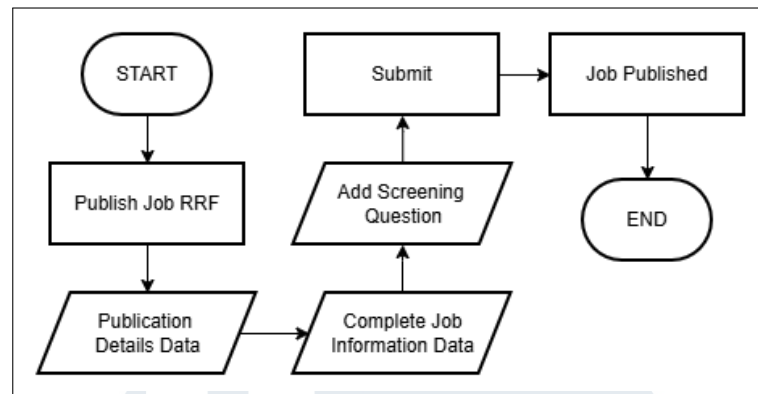 START
Publish Job RRF
Publication
Details Data
Complete Job
Information Data
Add Screening
Question
Submit
Job Published
END